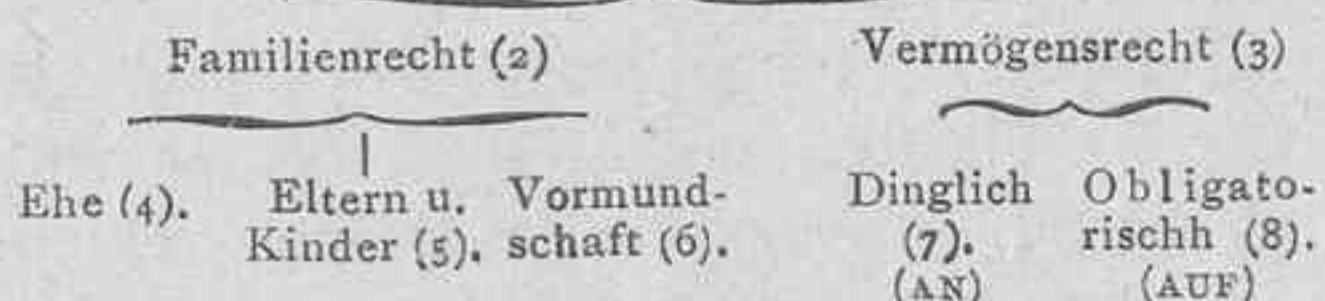 Familienrecht (2) Vermögensrecht (3)
Ehe (4). Eltern u. Vormund- Dinglich Obligato-
Kinder (5). schaft (6). (7). rischh (8).
(AN) (AUF)